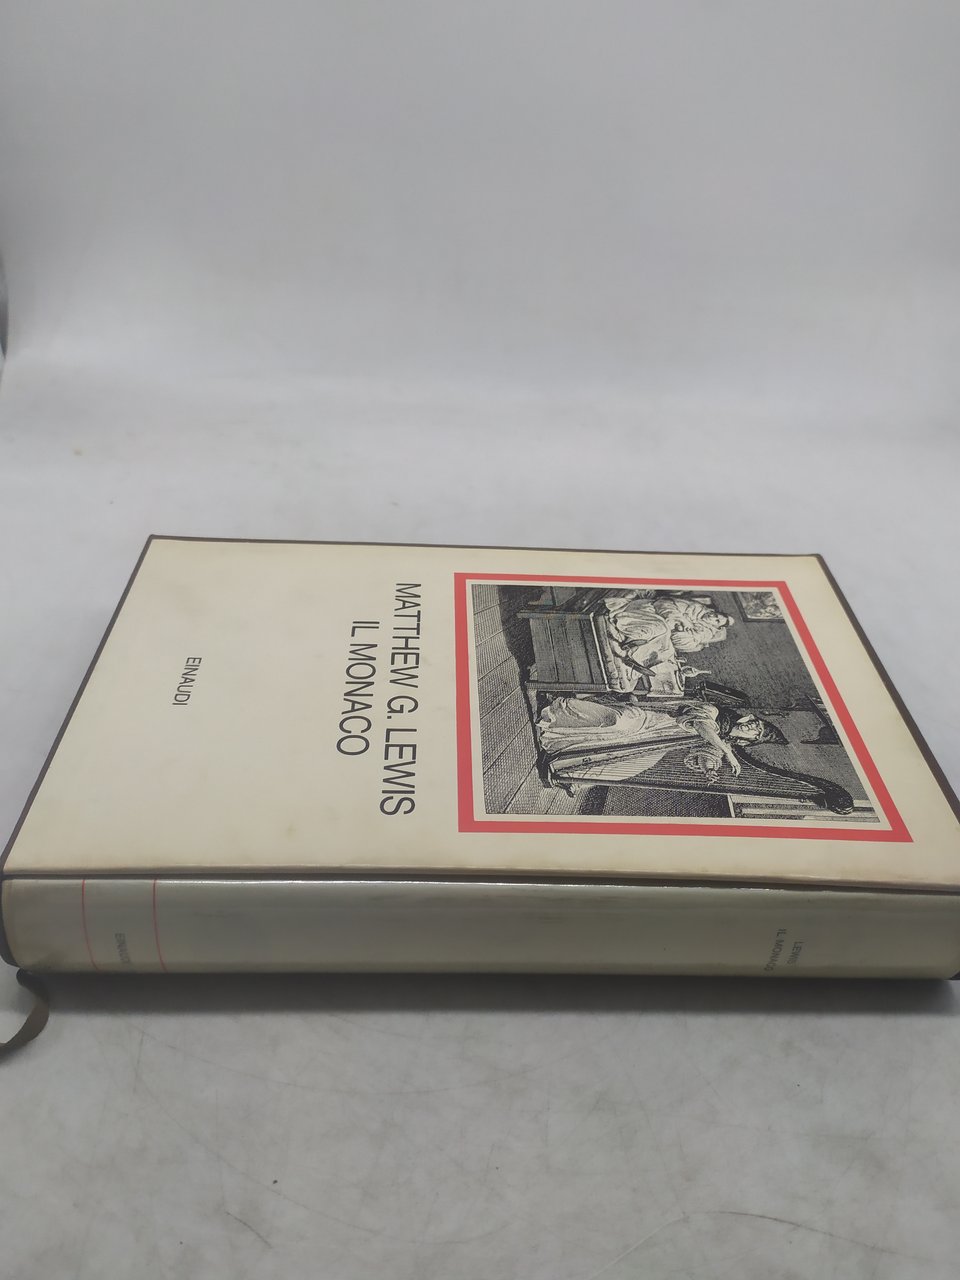 MATTHEW G. LEWIS
IL MONACO
EINAUDI
LEWIS
IL MONACO
EINAUDI